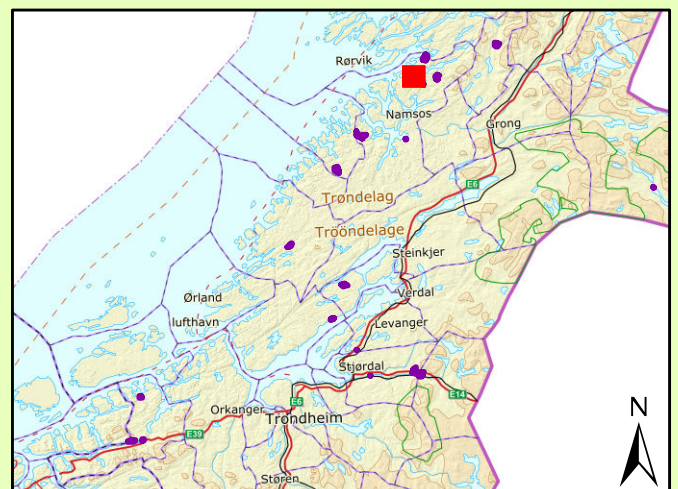 Rørvik
Namsos
Grong
Trøndelag
E6
Trööndelage
Steinkjer
Ørland
lufthavn
Verdal
Levanger
Stjørdal
E6
E14
Orkanger
Trondheim
E39
Støren
N